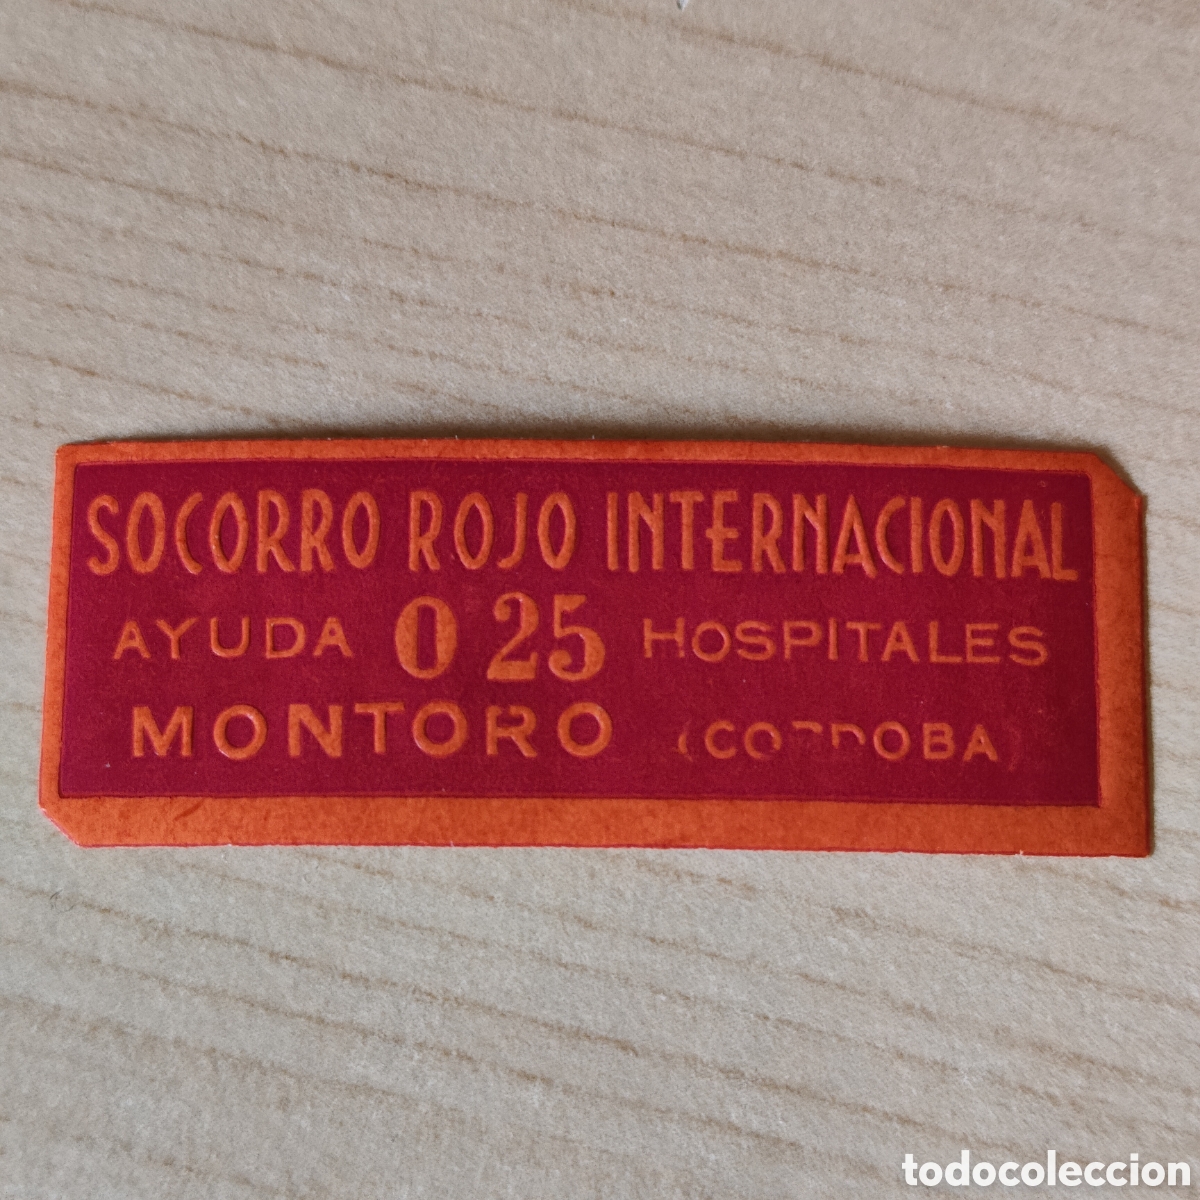 SOCORRO ROJO INTERNACIONAL
AYUDA 0 25 HOSPITALES
MONTORO (CORDOBA)
todocoleccion